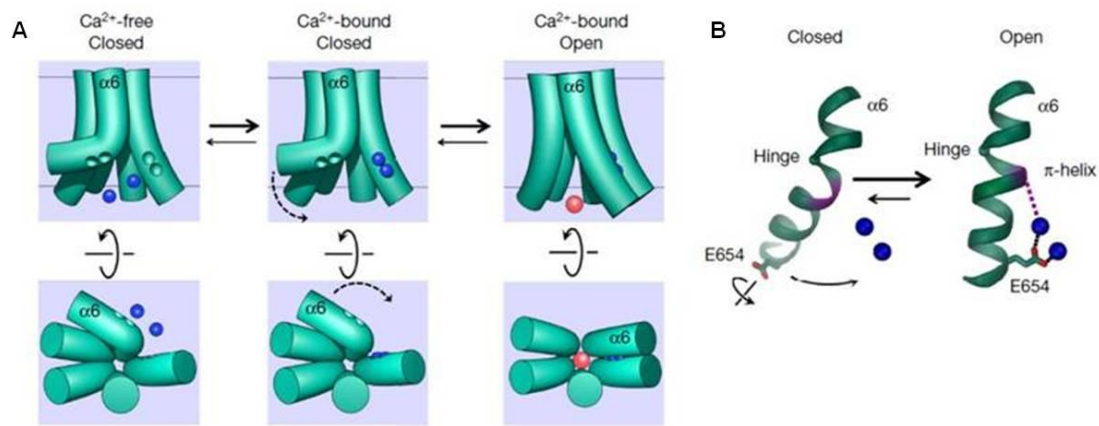 A
Ca²⁺-free
Closed
Ca²⁺-bound
Closed
Ca²⁺-bound
Open
α6
α6
α6
α6
α6
α6
B
Closed
Open
α6
α6
Hinge
Hinge
π-helix
E654
E654